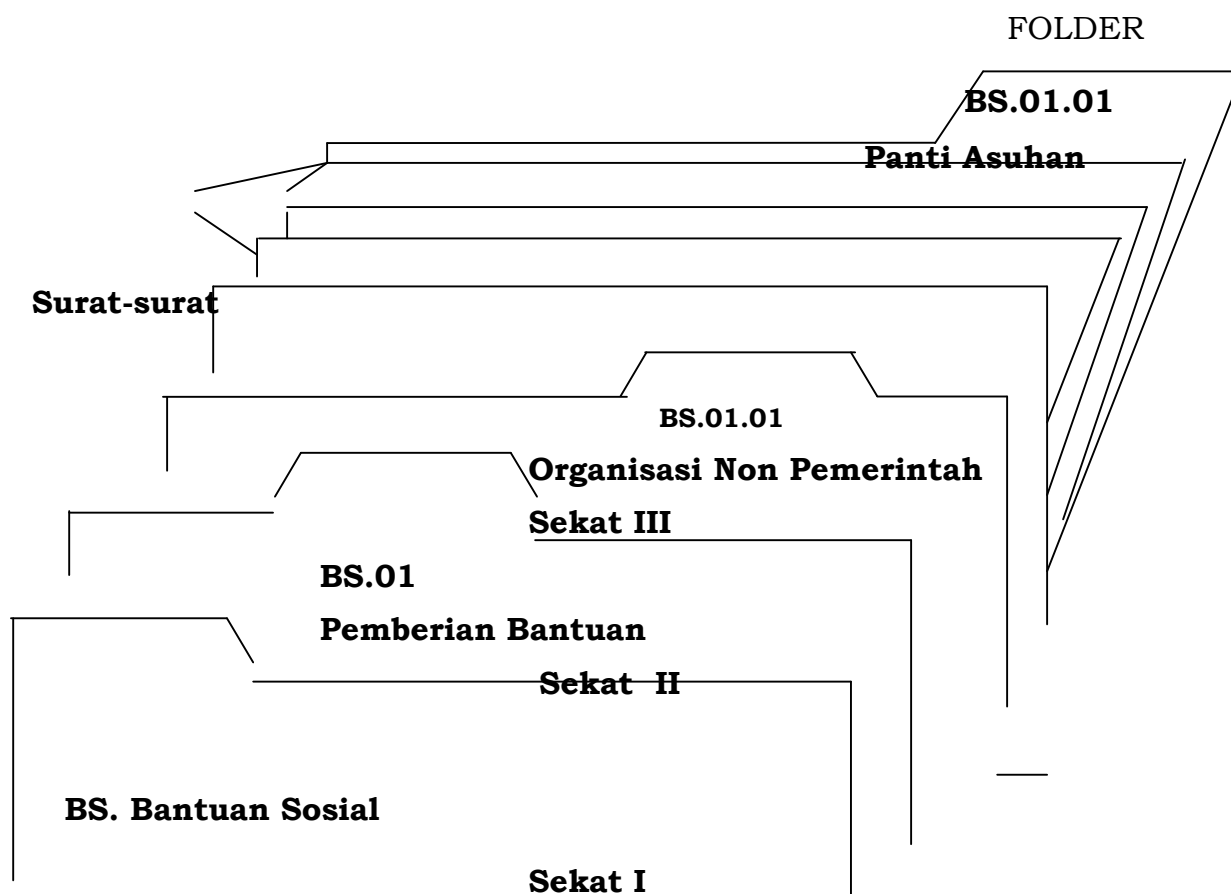 FOLDER
BS.01.01
Panti Asuhan
Surat-surat
BS.01.01
Organisasi Non Pemerintah
Sekat III
BS.01
Pemberian Bantuan
Sekat II
BS. Bantuan Sosial
Sekat I